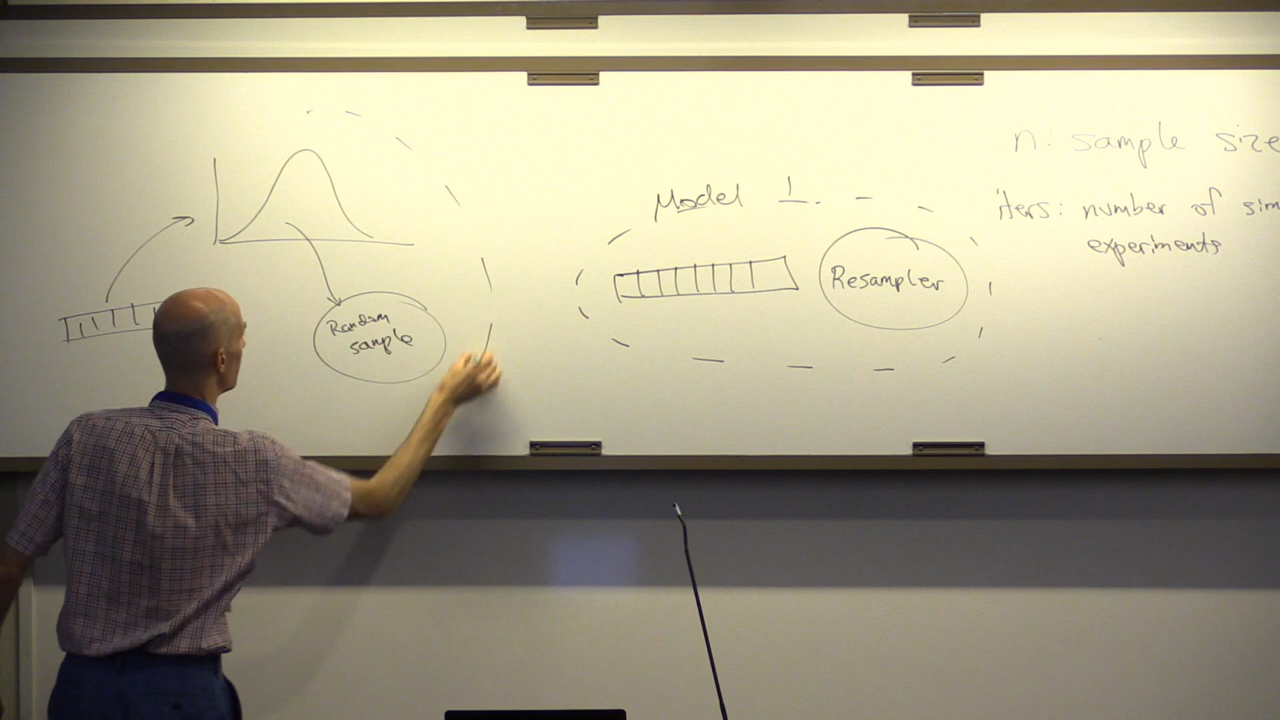 Random
sample
Model 1.
Resampler
n: sample size
iters: number of sim
experiments